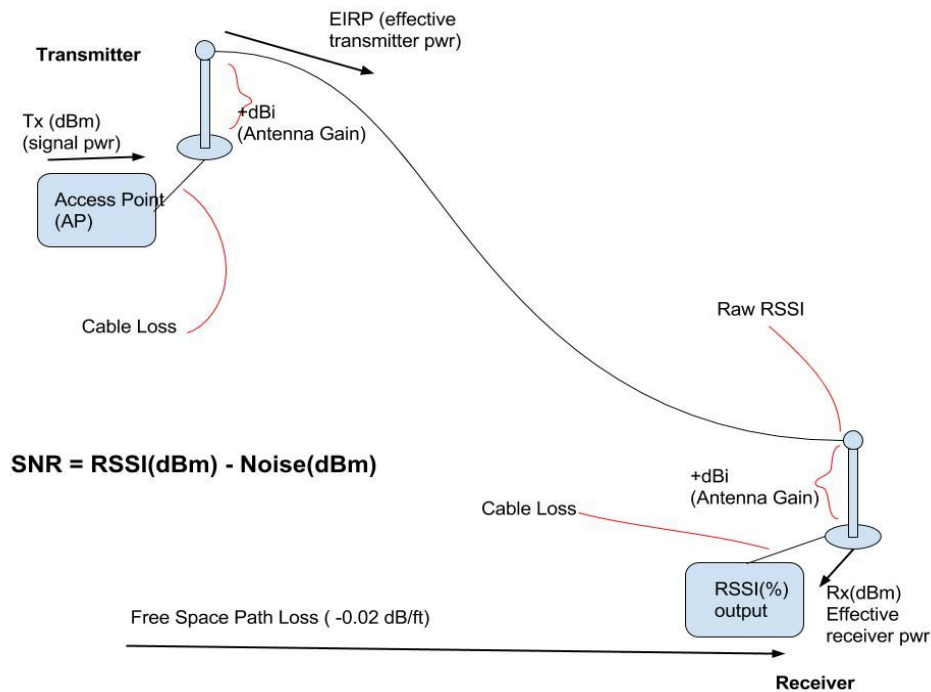 EIRP (effective
transmitter pwr)
Transmitter
+dBi
(Antenna Gain)
Tx (dBm)
(signal pwr)
Access Point
(AP)
Cable Loss
Raw RSSI
SNR = RSSI(dBm) - Noise(dBm)
+dBi
(Antenna Gain)
Cable Loss
RSSI(%)
output
Rx(dBm)
Effective
receiver pwr
Free Space Path Loss ( -0.02 dB/ft)
Receiver